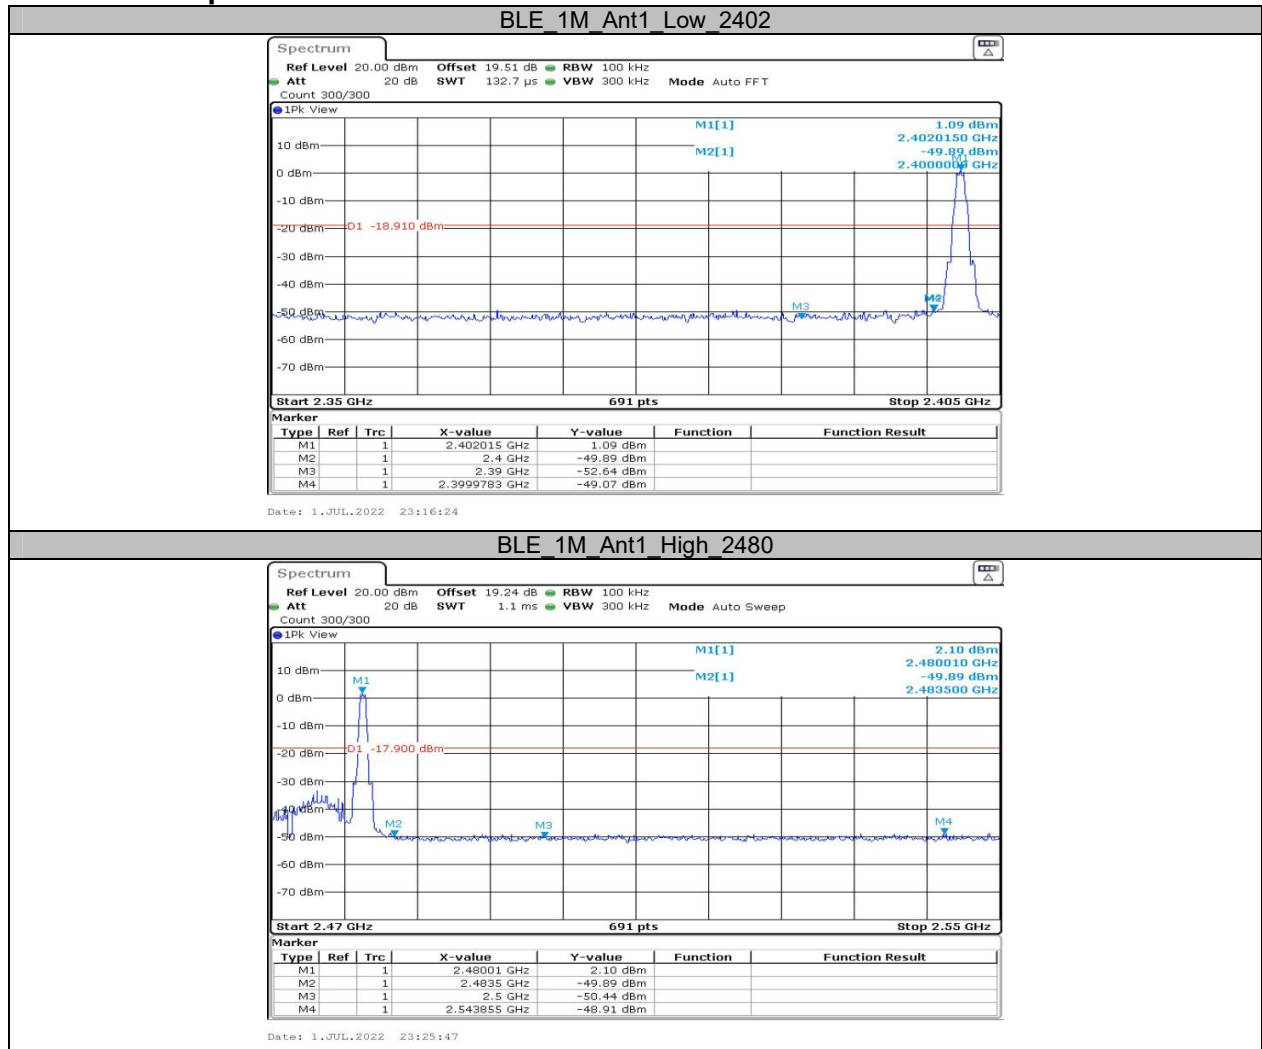 BLE_1M_Ant1_Low_2402
Spectrum
Ref Level 20.00 dBm Offset 19.51 dB RBW 100 kHz
Att 20 dB SWT 132.7 µs VBW 300 kHz Mode Auto FFT
Count 300/300
1Pk View
M1[1] 1.09 dBm
2.4020150 GHz
10 dBm
M2[1] -49.89 dBm
2.4000000 GHz
M1
0 dBm
-10 dBm
-20 dBm
D1 -18.910 dBm
-30 dBm
-40 dBm
M2
M3
-50 dBm
-60 dBm
-70 dBm
Start 2.35 GHz 691 pts Stop 2.405 GHz
Marker
Type Ref Trc X-value Y-value Function Function Result
M1 1 2.402015 GHz 1.09 dBm
M2 1 2.4 GHz -49.89 dBm
M3 1 2.39 GHz -52.64 dBm
M4 1 2.3999783 GHz -49.07 dBm
Date: 1.JUL.2022 23:16:24
BLE_1M_Ant1_High_2480
Spectrum
Ref Level 20.00 dBm Offset 19.24 dB RBW 100 kHz
Att 20 dB SWT 1.1 ms VBW 300 kHz Mode Auto Sweep
Count 300/300
1Pk View
M1[1] 2.10 dBm
2.480010 GHz
10 dBm
M2[1] -49.89 dBm
2.483500 GHz
M1
0 dBm
-10 dBm
-20 dBm
D1 -17.900 dBm
-30 dBm
-40 dBm
M2 M3 M4
-50 dBm
-60 dBm
-70 dBm
Start 2.47 GHz 691 pts Stop 2.55 GHz
Marker
Type Ref Trc X-value Y-value Function Function Result
M1 1 2.48001 GHz 2.10 dBm
M2 1 2.4835 GHz -49.89 dBm
M3 1 2.5 GHz -50.44 dBm
M4 1 2.543855 GHz -48.91 dBm
Date: 1.JUL.2022 23:25:47